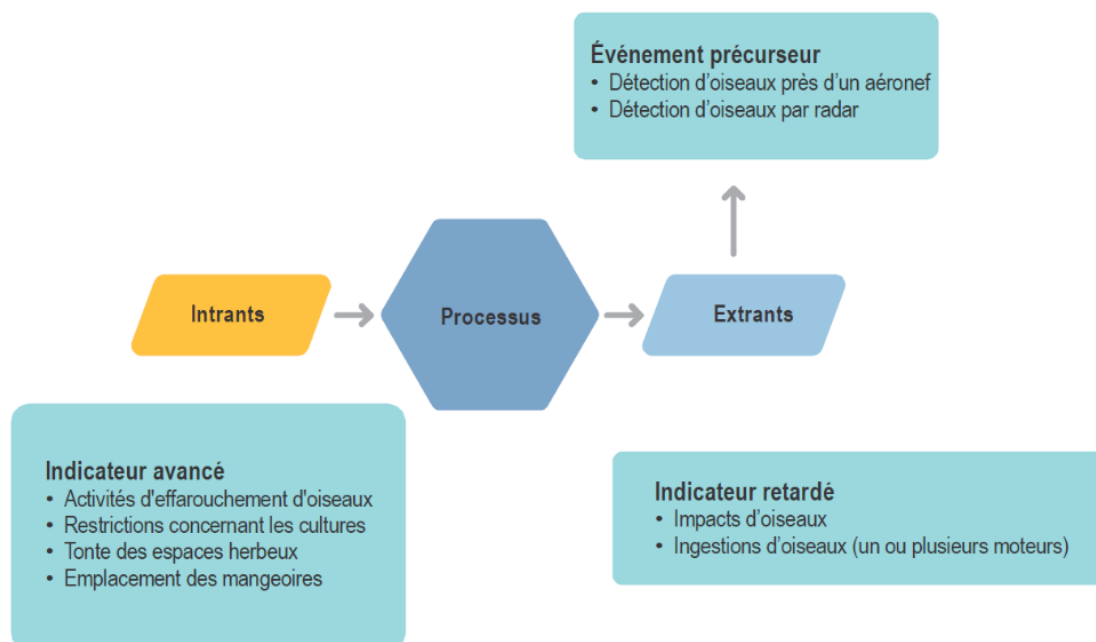 Événement précurseur
• Détection d’oiseaux près d’un aéronef
• Détection d’oiseaux par radar
Intrants
Processus
Extrants
Indicateur avancé
• Activités d'effarouchement d'oiseaux
• Restrictions concernant les cultures
• Tonte des espaces herbeux
• Emplacement des mangeoires
Indicateur retardé
• Impacts d’oiseaux
• Ingestions d’oiseaux (un ou plusieurs moteurs)